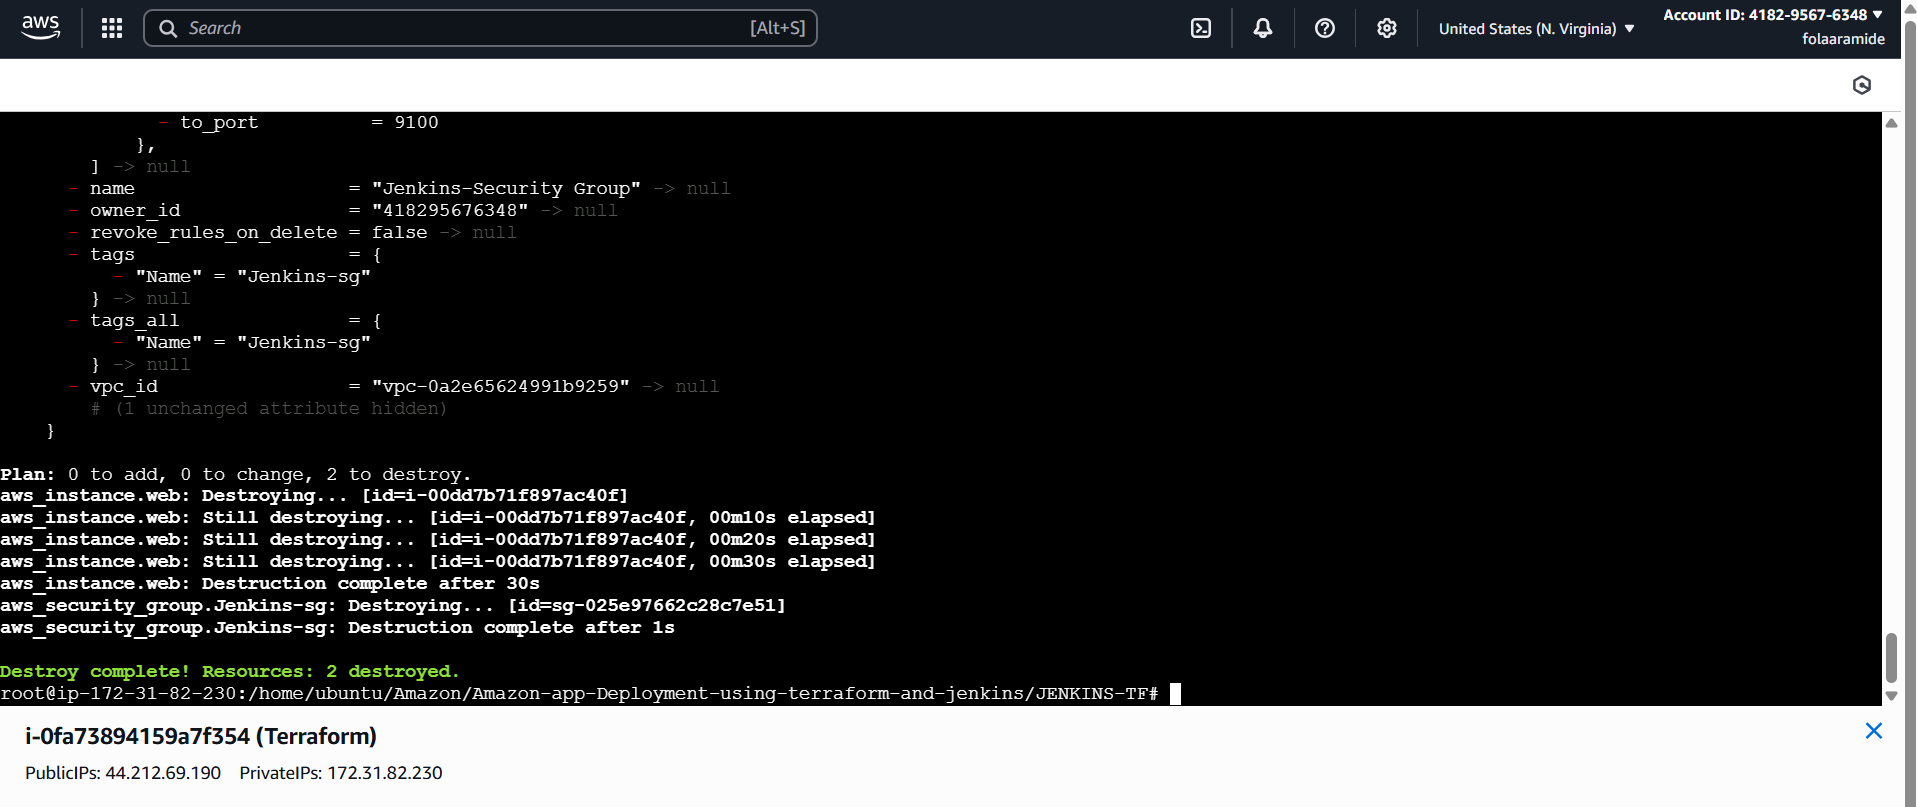 aws
Search [Alt+S]
United States (N. Virginia) ▼
Account ID: 4182-9567-6348 ▼
folaaramide
- to_port = 9100
},
] -> null
- name = "Jenkins-Security Group" -> null
- owner_id = "418295676348" -> null
- revoke_rules_on_delete = false -> null
- tags = {
- "Name" = "Jenkins-sg"
} -> null
- tags_all = {
- "Name" = "Jenkins-sg"
} -> null
- vpc_id = "vpc-0a2e65624991b9259" -> null
# (1 unchanged attribute hidden)
}
Plan: 0 to add, 0 to change, 2 to destroy.
aws_instance.web: Destroying... [id=i-00dd7b71f897ac40f]
aws_instance.web: Still destroying... [id=i-00dd7b71f897ac40f, 00m10s elapsed]
aws_instance.web: Still destroying... [id=i-00dd7b71f897ac40f, 00m20s elapsed]
aws_instance.web: Still destroying... [id=i-00dd7b71f897ac40f, 00m30s elapsed]
aws_instance.web: Destruction complete after 30s
aws_security_group.Jenkins-sg: Destroying... [id=sg-025e97662c28c7e51]
aws_security_group.Jenkins-sg: Destruction complete after 1s
Destroy complete! Resources: 2 destroyed.
root@ip-172-31-82-230:/home/ubuntu/Amazon/Amazon-app-Deployment-using-terraform-and-jenkins/JENKINS-TF#
i-0fa73894159a7f354 (Terraform)
PublicIPs: 44.212.69.190 PrivateIPs: 172.31.82.230